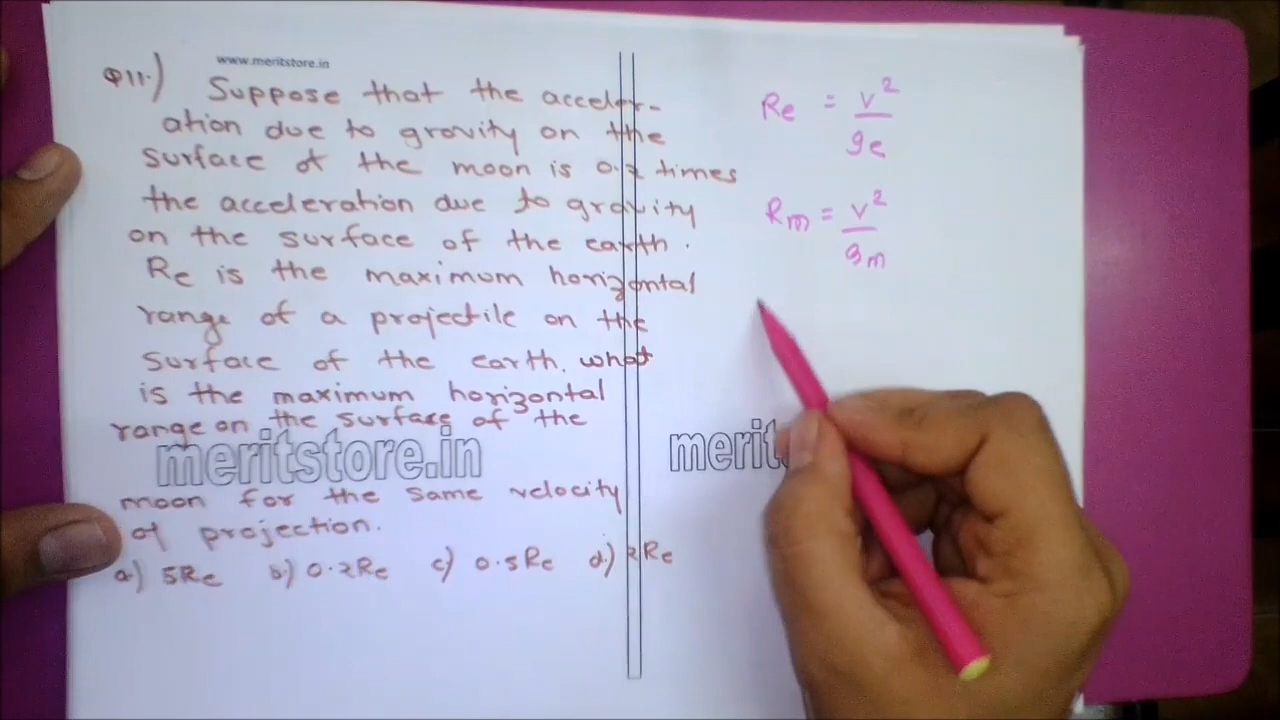 www.meritstore.in
Q11.) Suppose that the acceler-
ation due to gravity on the
surface of the moon is 0.2 times
the acceleration due to gravity
on the surface of the earth.
Re is the maximum horizontal
range of a projectile on the
surface of the earth. what
is the maximum horizontal
range on the surface of the
meritstore.in
moon for the same velocity
of projection.
a.) 5Re b.) 0.2Re c.) 0.5Re d.) 2Re
Re = v²/ge
Rm = v²/gm
merit